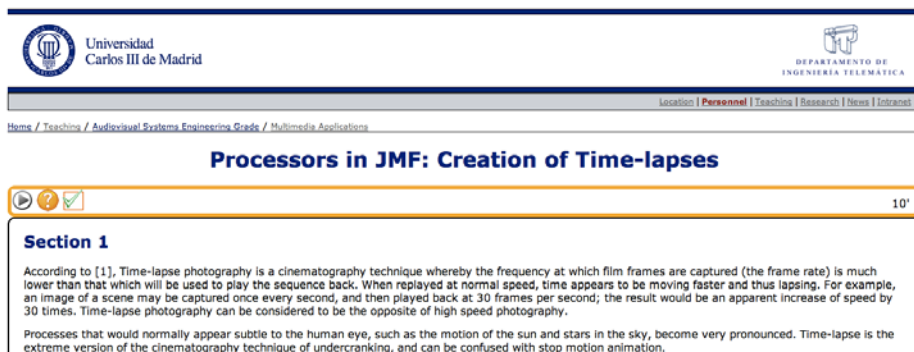 Universidad
Carlos III de Madrid
DEPARTAMENTO DE
INGENIERÍA TELEMÁTICA
Location | Personnel | Teaching | Research | News | Intranet
Home / Teaching / Audiovisual Systems Engineering Grade / Multimedia Applications
Processors in JMF: Creation of Time-lapses
10'
Section 1
According to [1], Time-lapse photography is a cinematography technique whereby the frequency at which film frames are captured (the frame rate) is much
lower than that which will be used to play the sequence back. When replayed at normal speed, time appears to be moving faster and thus lapsing. For example,
an image of a scene may be captured once every second, and then played back at 30 frames per second; the result would be an apparent increase of speed by
30 times. Time-lapse photography can be considered to be the opposite of high speed photography.
Processes that would normally appear subtle to the human eye, such as the motion of the sun and stars in the sky, become very pronounced. Time-lapse is the
extreme version of the cinematography technique of undercranking, and can be confused with stop motion animation.